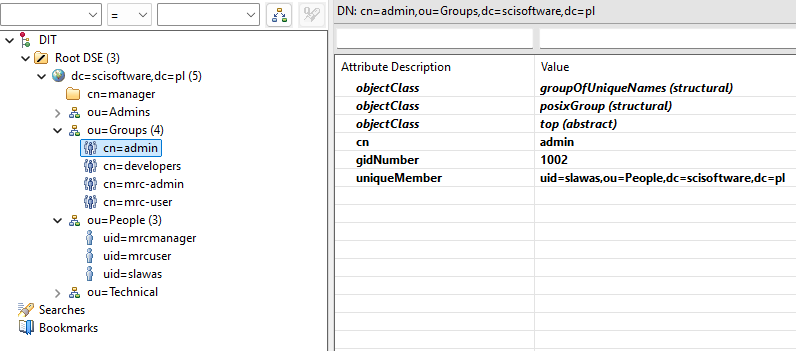 =
DN: cn=admin,ou=Groups,dc=scisoftware,dc=pl
DIT
Root DSE (3)
dc=scisoftware,dc=pl (5)
cn=manager
ou=Admins
ou=Groups (4)
cn=admin
cn=developers
cn=mrc-admin
cn=mrc-user
ou=People (3)
uid=mrcmanager
uid=mrcuser
uid=slawas
ou=Technical
Searches
Bookmarks
Attribute Description Value
objectClass groupOfUniqueNames (structural)
objectClass posixGroup (structural)
objectClass top (abstract)
cn admin
gidNumber 1002
uniqueMember uid=slawas,ou=People,dc=scisoftware,dc=pl